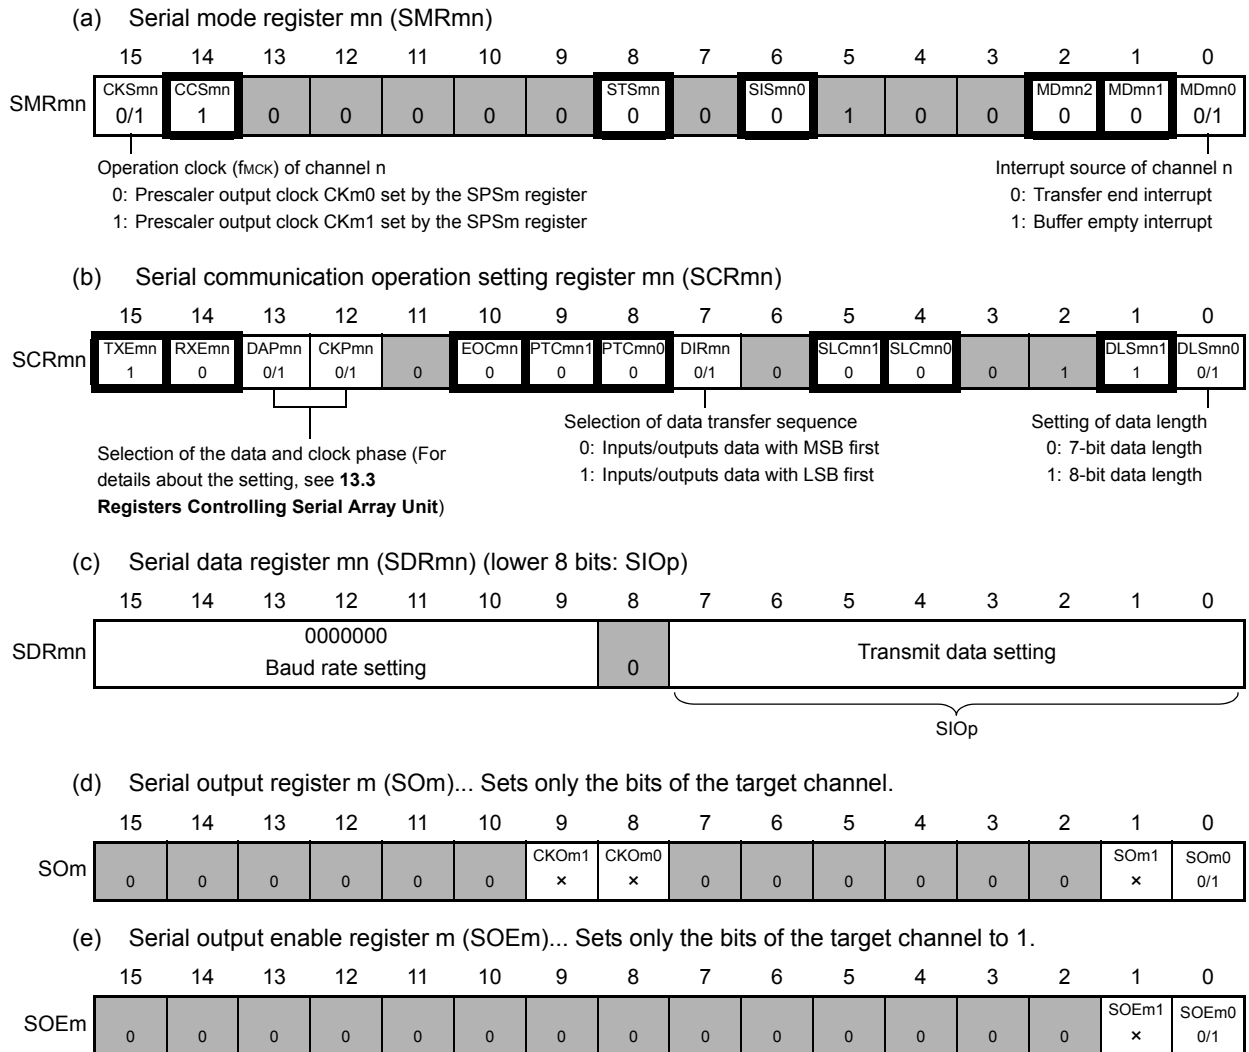 (a) Serial mode register mn (SMRmn)
15 14 13 12 11 10 9 8 7 6 5 4 3 2 1 0
CKSmn CCSmn STSmn SISmn0 MDmn2 MDmn1 MDmn0
SMRmn 0/1 1 0 0 0 0 0 0 0 0 1 0 0 0 0 0/1
Operation clock (fMCK) of channel n Interrupt source of channel n
0: Prescaler output clock CKm0 set by the SPSm register 0: Transfer end interrupt
1: Prescaler output clock CKm1 set by the SPSm register 1: Buffer empty interrupt
(b) Serial communication operation setting register mn (SCRmn)
15 14 13 12 11 10 9 8 7 6 5 4 3 2 1 0
TXEmn RXEmn DAPmn CKPmn EOCmn PTCmn1 PTCmn0 DIRmn SLCmn1 SLCmn0 DLSmn1 DLSmn0
SCRmn 1 0 0/1 0/1 0 0 0 0 0/1 0 0 0 0 1 1 0/1
Selection of data transfer sequence Setting of data length
Selection of the data and clock phase (For 0: Inputs/outputs data with MSB first 0: 7-bit data length
details about the setting, see 13.3 1: Inputs/outputs data with LSB first 1: 8-bit data length
Registers Controlling Serial Array Unit)
(c) Serial data register mn (SDRmn) (lower 8 bits: SIOp)
15 14 13 12 11 10 9 8 7 6 5 4 3 2 1 0
0000000
SDRmn Baud rate setting 0 Transmit data setting
SIOp
(d) Serial output register m (SOm)... Sets only the bits of the target channel.
15 14 13 12 11 10 9 8 7 6 5 4 3 2 1 0
CKOm1 CKOm0 SOm1 SOm0
SOm 0 0 0 0 0 0 × × 0 0 0 0 0 0 × 0/1
(e) Serial output enable register m (SOEm)... Sets only the bits of the target channel to 1.
15 14 13 12 11 10 9 8 7 6 5 4 3 2 1 0
SOEm1 SOEm0
SOEm 0 0 0 0 0 0 0 0 0 0 0 0 0 0 × 0/1